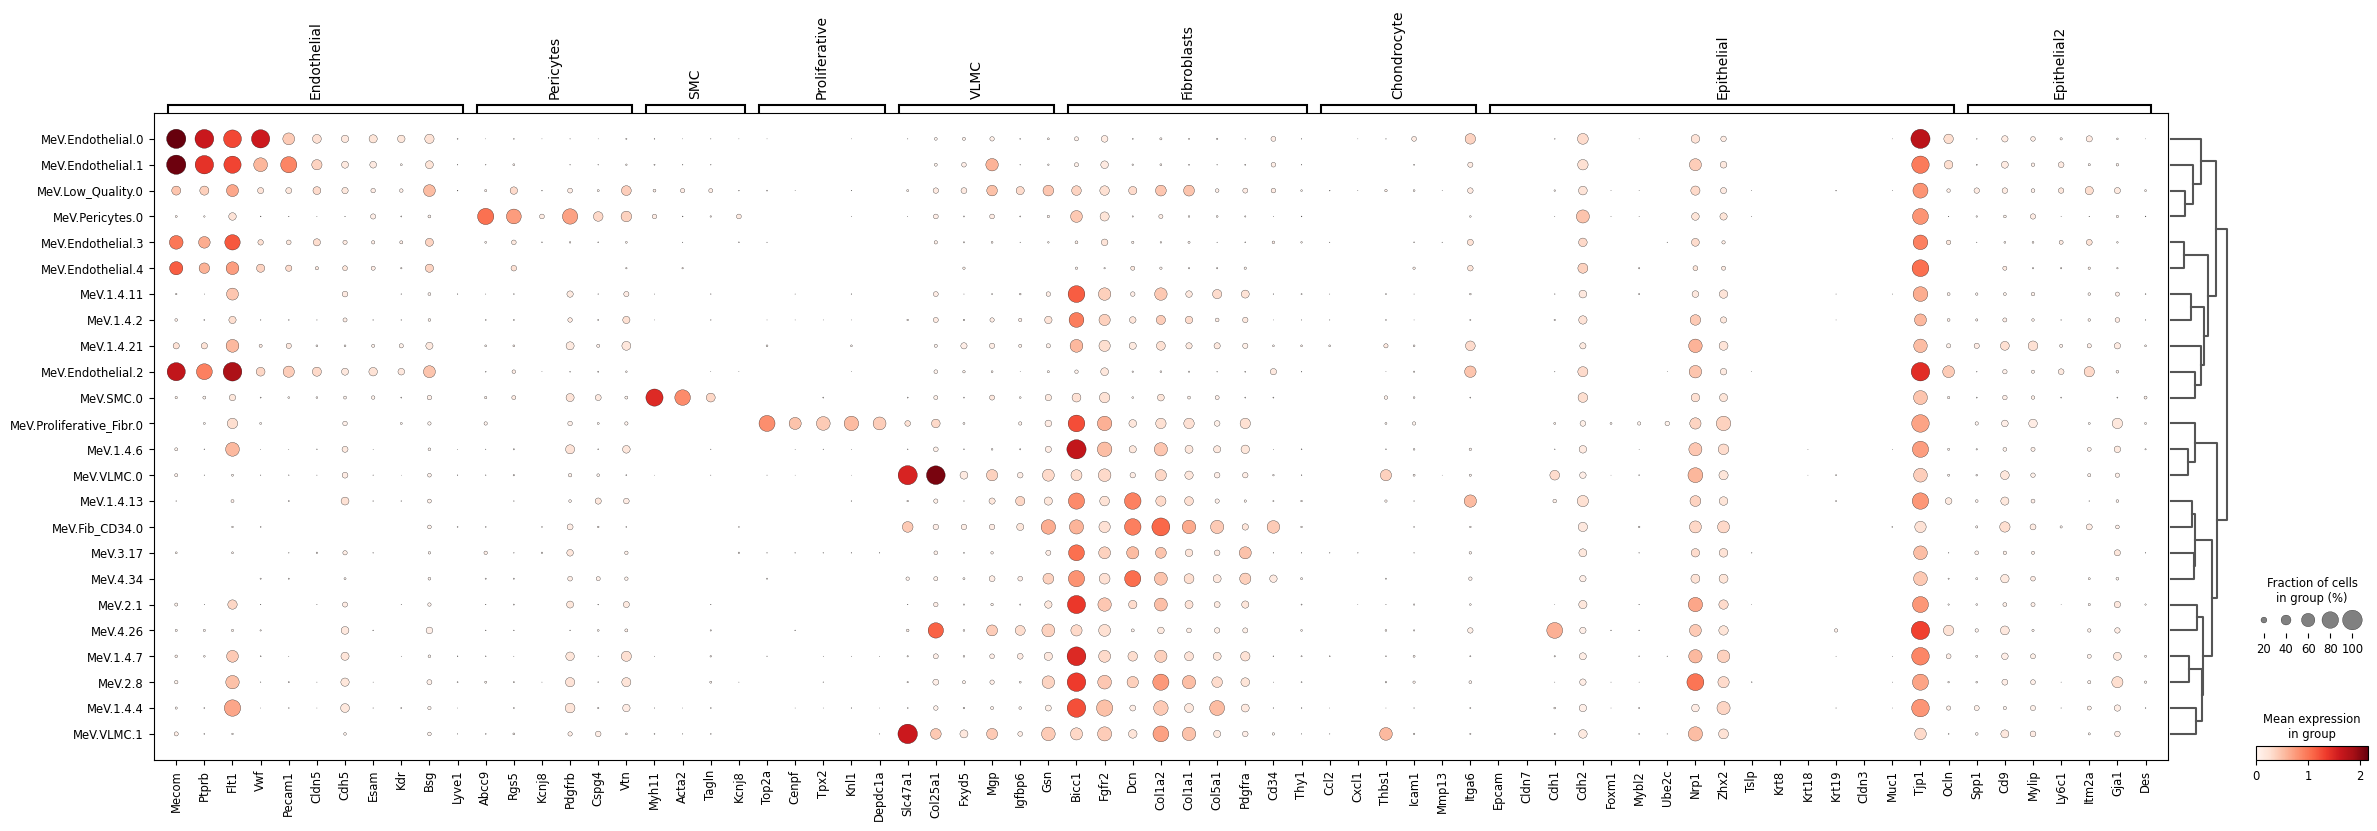 Endothelial
Pericytes
SMC
Proliferative
VLMC
Fibroblasts
Chondrocyte
Epithelial
Epithelial2
MeV.Endothelial.0
MeV.Endothelial.1
MeV.Low_Quality.0
MeV.Pericytes.0
MeV.Endothelial.3
MeV.Endothelial.4
MeV.1.4.11
MeV.1.4.2
MeV.1.4.21
MeV.Endothelial.2
MeV.SMC.0
MeV.Proliferative_Fibr.0
MeV.1.4.6
MeV.VLMC.0
MeV.1.4.13
MeV.Fib_CD34.0
MeV.3.17
MeV.4.34
MeV.2.1
MeV.4.26
MeV.1.4.7
MeV.2.8
MeV.1.4.4
MeV.VLMC.1
Mecom
Ptprb
Flt1
Vwf
Pecam1
Cldn5
Cdh5
Esam
Kdr
Bsg
Lyve1
Abcc9
Rgs5
Kcnj8
Pdgfrb
Cspg4
Vtn
Myh11
Acta2
Tagln
Kcnj8
Top2a
Cenpf
Tpx2
Knl1
Depdc1a
Slc47a1
Col25a1
Fxyd5
Mgp
Igfbp6
Gsn
Bicc1
Fgfr2
Dcn
Col1a2
Col1a1
Col5a1
Pdgfra
Cd34
Thy1
Ccl2
Cxcl1
Thbs1
Icam1
Mmp13
Itga6
Epcam
Cldn7
Cdh1
Cdh2
Foxm1
Mybl2
Ube2c
Nrp1
Zhx2
Tslp
Krt8
Krt18
Krt19
Cldn3
Muc1
Tjp1
Ocln
Spp1
Cd9
Mylip
Ly6c1
Itm2a
Gja1
Des
Fraction of cells
in group (%)
20 40 60 80 100
Mean expression
in group
0 1 2